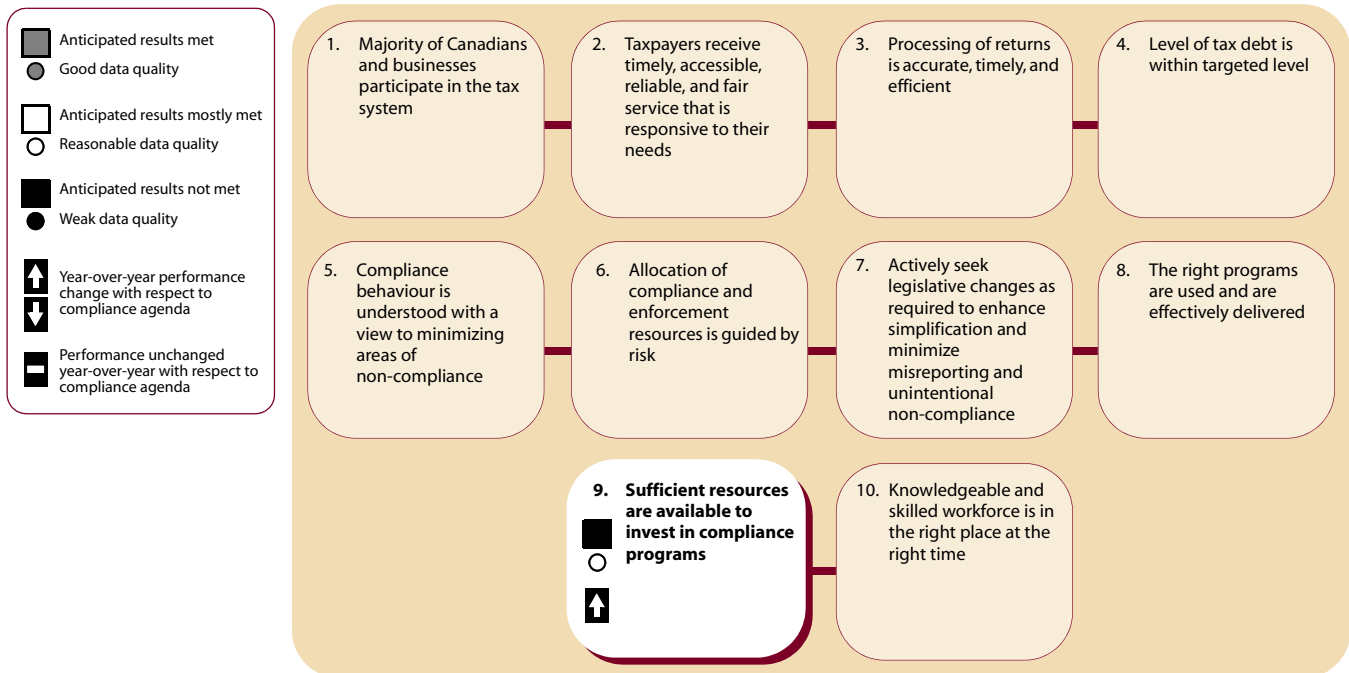 Anticipated results met
Good data quality
Anticipated results mostly met
Reasonable data quality
Anticipated results not met
Weak data quality
Year-over-year performance
change with respect to
compliance agenda
Performance unchanged
year-over-year with respect to
compliance agenda
1. Majority of Canadians
and businesses
participate in the tax
system
2. Taxpayers receive
timely, accessible,
reliable, and fair
service that is
responsive to their
needs
3. Processing of returns
is accurate, timely, and
efficient
4. Level of tax debt is
within targeted level
5. Compliance
behaviour is
understood with a
view to minimizing
areas of
non-compliance
6. Allocation of
compliance and
enforcement
resources is guided by
risk
7. Actively seek
legislative changes as
required to enhance
simplification and
minimize
misreporting and
unintentional
non-compliance
8. The right programs
are used and are
effectively delivered
9. Sufficient resources
are available to
invest in compliance
programs
10. Knowledgeable and
skilled workforce is in
the right place at the
right time